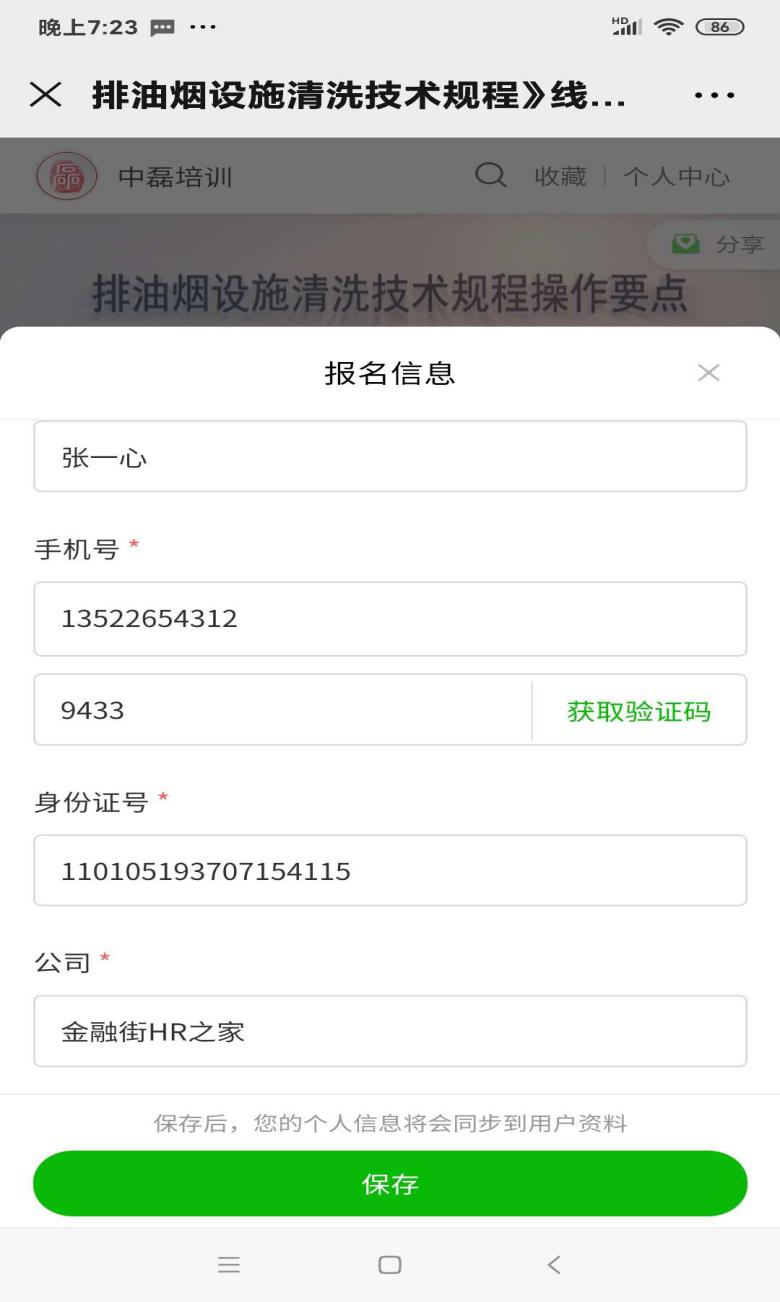 晚上7:23 ...
HD 86
排油烟设施清洗技术规程》线...
中磊培训 收藏 个人中心
分享
排油烟设施清洗技术规程操作要点
报名信息
张一心
手机号 *
13522654312
9433 获取验证码
身份证号 *
110105193707154115
公司 *
金融街HR之家
保存后，您的个人信息将会同步到用户资料
保存